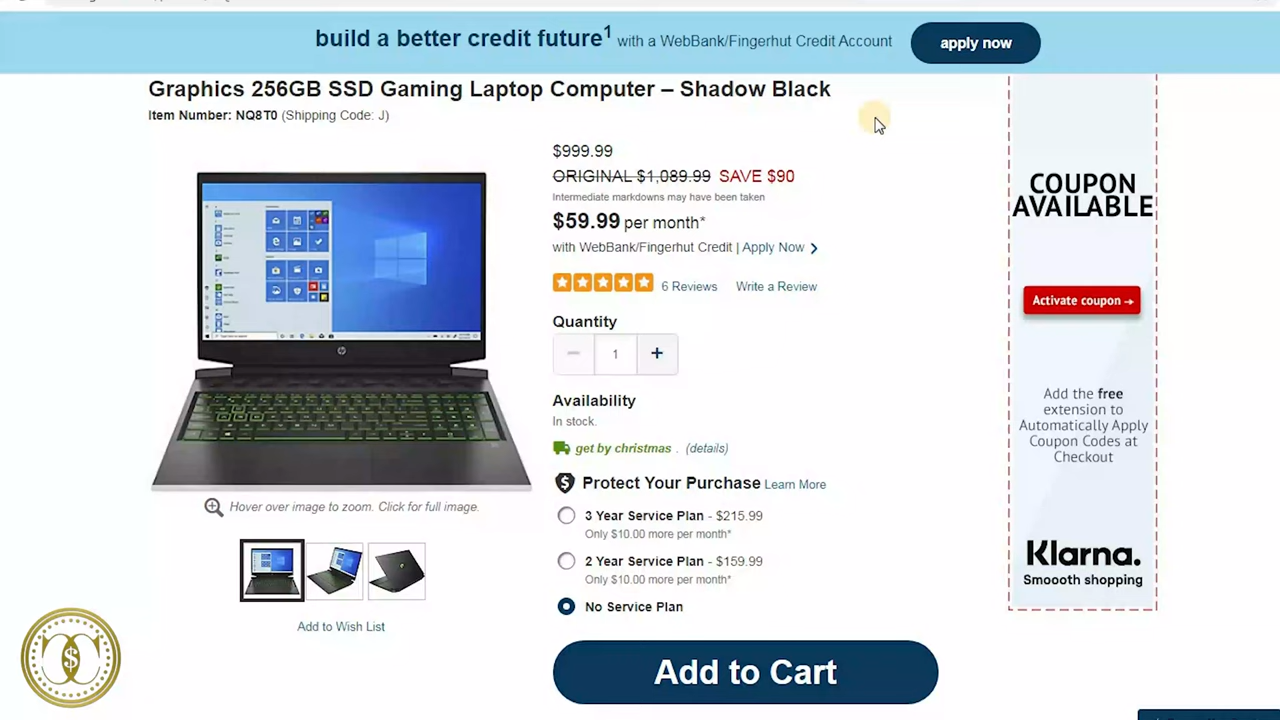 build a better credit future1 with a WebBank/Fingerhut Credit Account
apply now
Graphics 256GB SSD Gaming Laptop Computer – Shadow Black
Item Number: NQ8T0 (Shipping Code: J)
$999.99
ORIGINAL $1,089.99 SAVE $90
Intermediate markdowns may have been taken
$59.99 per month*
with WebBank/Fingerhut Credit | Apply Now
6 Reviews Write a Review
Quantity
1
Availability
In stock.
get by christmas . (details)
Protect Your Purchase Learn More
3 Year Service Plan - $215.99
Only $10.00 more per month*
2 Year Service Plan - $159.99
Only $10.00 more per month*
No Service Plan
Add to Cart
Hover over image to zoom. Click for full image.
Add to Wish List
COUPON
AVAILABLE
Activate coupon
Add the free
extension to
Automatically Apply
Coupon Codes at
Checkout
Klarna.
Smoooth shopping